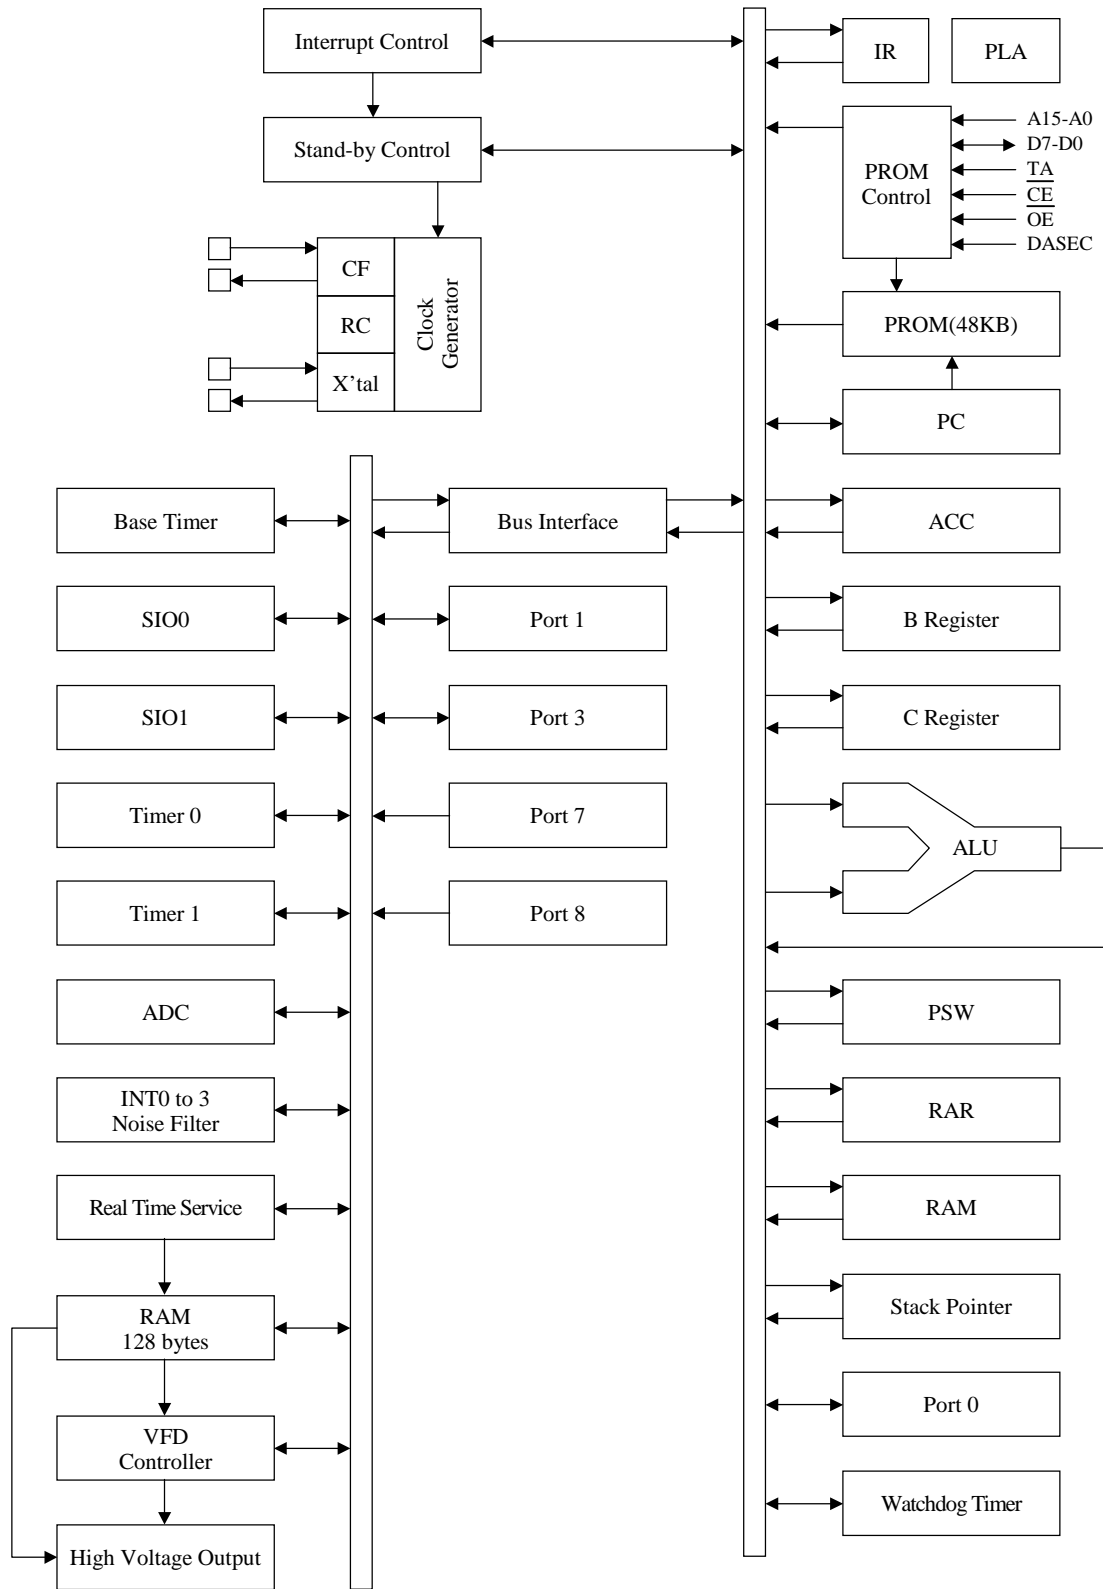 Interrupt Control
IR
PLA
Stand-by Control
PROM
Control
A15-A0
D7-D0
TA
CE
OE
DASEC
CF
RC
X'tal
Clock
Generator
PROM(48KB)
PC
Base Timer
Bus Interface
ACC
SIO0
Port 1
B Register
SIO1
Port 3
C Register
Timer 0
Port 7
ALU
Timer 1
Port 8
ADC
PSW
INT0 to 3
Noise Filter
RAR
Real Time Service
RAM
RAM
128 bytes
Stack Pointer
VFD
Controller
Port 0
High Voltage Output
Watchdog Timer